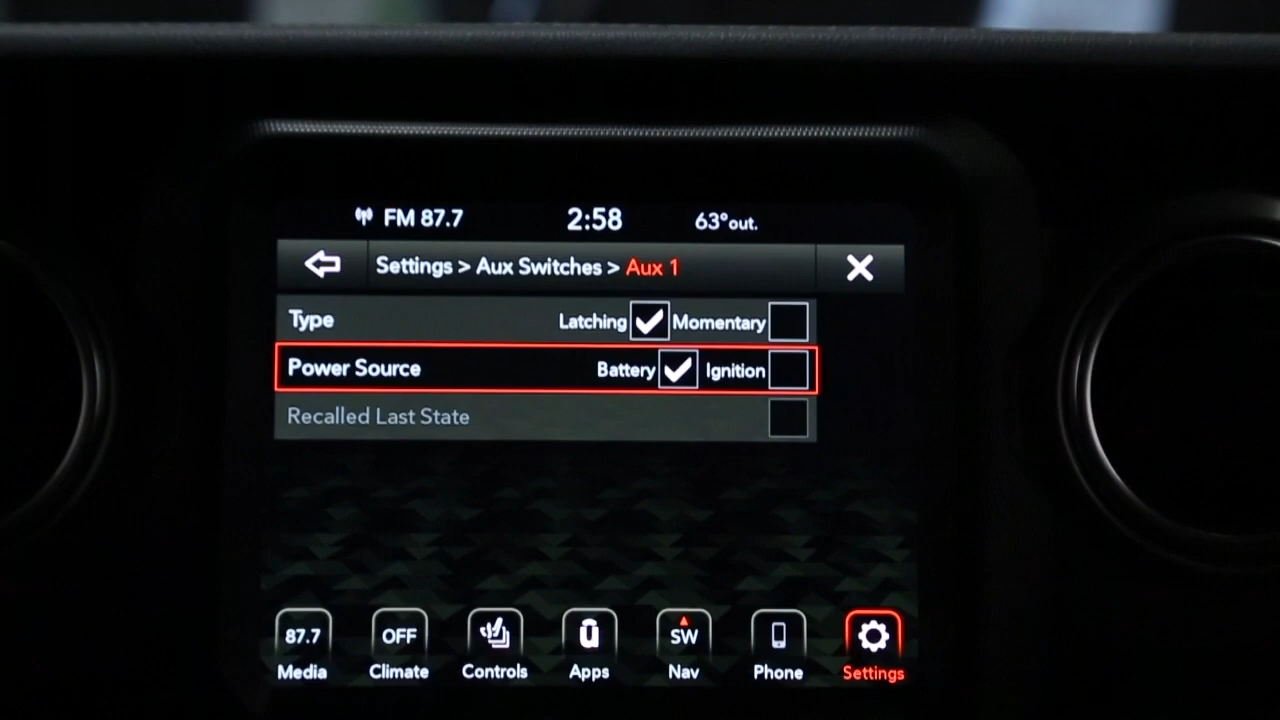 FM 87.7 2:58 63°out.
Settings > Aux Switches > Aux 1
Type Latching Momentary
Power Source Battery Ignition
Recalled Last State
87.7 OFF ū SW
Media Climate Controls Apps Nav Phone Settings